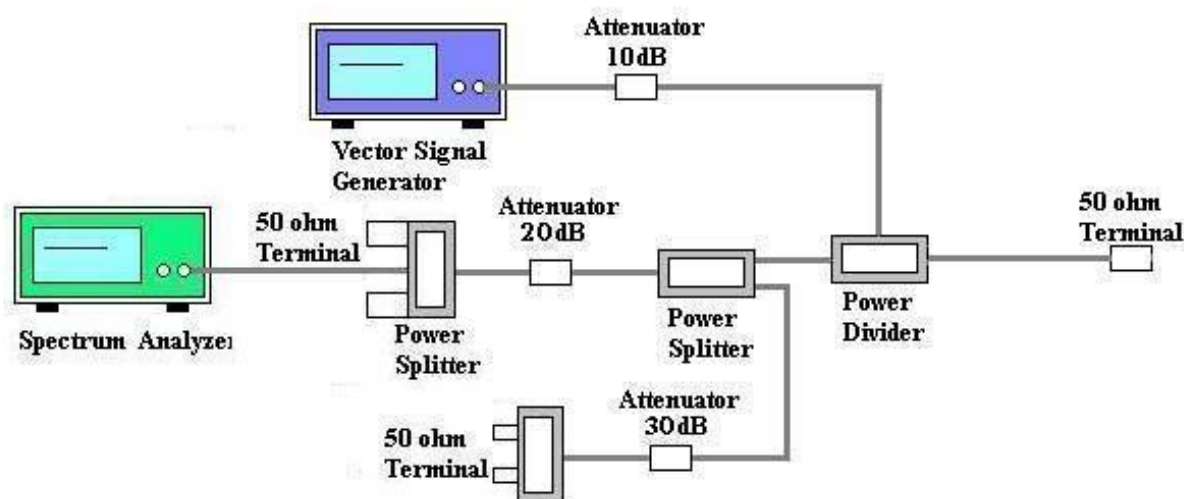 Attenuator
10dB
Vector Signal
Generator
50 ohm
Terminal
Attenuator
20dB
50 ohm
Terminal
Spectrum Analyzer
Power
Splitter
Power
Splitter
Power
Divider
50 ohm
Terminal
Attenuator
30dB